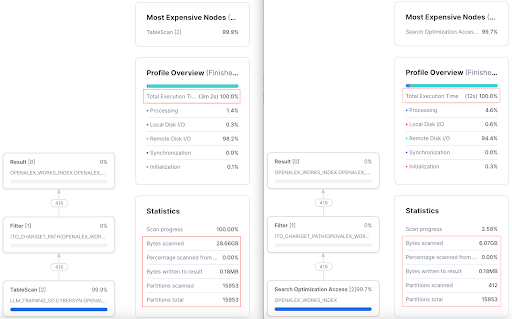 Most Expensive Nodes (
TableScan [2] 99.9%
Profile Overview (Finishe...
Total Execution Ti... (3m 2s) 100.0%
Processing 1.4%
Local Disk I/O 0.3%
Remote Disk I/O 98.2%
Synchronization 0.0%
Initialization 0.1%
Statistics
Scan progress 100.00%
Bytes scanned 28.66GB
Percentage scanned from ... 0.00%
Bytes written to result 0.18MB
Partitions scanned 15953
Partitions total 15953
Result [0] 0%
OPENALEX_WORKS_INDEX.OPENALEX_...
416
Filter [1] 0%
(TO_CHAR(GET_PATH(OPENALEX_WOR...
416
TableScan [2] 99.9%
LLM_TRAINING_SO.CYBERSYN.OPENAL...
Most Expensive Nodes (
Search Optimization Acces... 99.7%
Profile Overview (Finishe...
Total Execution Time (12s) 100.0%
Processing 4.6%
Local Disk I/O 0.6%
Remote Disk I/O 94.4%
Synchronization 0.0%
Initialization 0.3%
Statistics
Scan progress 2.58%
Bytes scanned 6.07GB
Percentage scanned from ... 0.00%
Bytes written to result 0.18MB
Partitions scanned 412
Partitions total 15953
Result [0] 0%
OPENALEX_WORKS_INDEX.OPENALEX_...
416
Filter [1] 0%
(TO_CHAR(GET_PATH(OPENALEX_WOR...
416
Search Optimization Access [2] 99.7%
OPENALEX_WORKS_INDEX